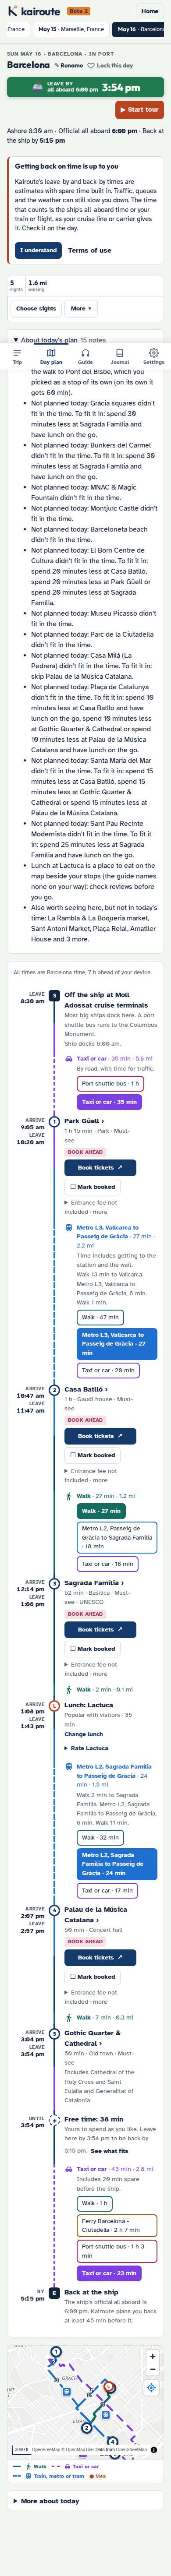 kairoute Beta 2 Home
France May 15 · Marseille, France May 16 · Barcelona
SUN MAY 16 · BARCELONA · IN PORT
Barcelona Rename Lock this day
LEAVE BY
all aboard 6:00 pm 3:54 pm
▶ Start tour
Ashore 8:30 am · Official all aboard 6:00 pm · Back at
the ship by 5:15 pm
Getting back on time is up to you
Kairoute's leave-by and back-by times are
estimates with spare time built in. Traffic, queues
and weather can still slow you down. The time
that counts is the ship's all-aboard time on your
ship's app or at the gangway, or your
flight, as your cruise line or carrier gives
it. Check it on the day.
I understand Terms of use
5
sights
1.6 mi
walking
Choose sights More ▾
▼ About today's plan 15 notes
Trip Day plan Guide Journal Settings
the walk to Port del Bisbe, which you
picked as a stop of its own (on its own it
gets 60 min).
• Not planned today: Gràcia squares didn't
fit in the time. To fit it in: spend 30
minutes less at Sagrada Família and
have lunch on the go.
• Not planned today: Bunkers del Carmel
didn't fit in the time. To fit it in: spend 30
minutes less at Sagrada Família and
have lunch on the go.
• Not planned today: MNAC & Magic
Fountain didn't fit in the time.
• Not planned today: Montjuïc Castle didn't
fit in the time.
• Not planned today: Barceloneta beach
didn't fit in the time.
• Not planned today: El Born Centre de
Cultura didn't fit in the time. To fit it in:
spend 20 minutes less at Casa Batlló,
spend 20 minutes less at Park Güell or
spend 20 minutes less at Sagrada
Família.
• Not planned today: Museu Picasso didn't
fit in the time.
• Not planned today: Parc de la Ciutadella
didn't fit in the time.
• Not planned today: Casa Milà (La
Pedrera) didn't fit in the time. To fit it in:
skip Palau de la Música Catalana.
• Not planned today: Plaça de Catalunya
didn't fit in the time. To fit it in: spend 10
minutes less at Casa Batlló and have
lunch on the go, spend 10 minutes less
at Gothic Quarter & Cathedral or spend
10 minutes less at Palau de la Música
Catalana and have lunch on the go.
• Not planned today: Santa Maria del Mar
didn't fit in the time. To fit it in: spend 15
minutes less at Casa Batlló, spend 15
minutes less at Gothic Quarter &
Cathedral or spend 15 minutes less at
Palau de la Música Catalana.
• Not planned today: Sant Pau Recinte
Modernista didn't fit in the time. To fit it
in: spend 25 minutes less at Sagrada
Família and have lunch on the go.
• Lunch at Lactuca is a place to eat on the
map beside your stops (the guide names
no eatery there); check reviews before
you go.
• Also worth seeing here, but not in today's
time: La Rambla & La Boqueria market,
Sant Antoni Market, Plaça Reial, Amatller
House and 3 more.
All times are Barcelona time, 7 h ahead of your device.
LEAVE
8:30 am
S
Off the ship at Moll
Adossat cruise terminals
Most big ships dock here. A port
shuttle bus runs to the Columbus
Monument.
Ship docks 8:00 am.
Taxi or car · 35 min · 5.6 ml
By road, with time for traffic.
Port shuttle bus · 1 h
Taxi or car · 35 min
ARRIVE
9:05 am
LEAVE
10:20 am
1
Park Güell ›
1 h 15 min · Park · Must-
see
BOOK AHEAD
Book tickets ↗
☐ Mark booked
▶ Entrance fee not
included · more
Metro L3, Vallcarca to
Passeig de Gràcia · 27 min ·
2.2 mi
Time includes getting to the
station and the wait.
Walk 13 min to Vallcarca.
Metro L3, Vallcarca to
Passeig de Gràcia, 8 min.
Walk 1 min.
Walk · 47 min
Metro L3, Vallcarca to
Passeig de Gràcia · 27
min
Taxi or car · 20 min
ARRIVE
10:47 am
LEAVE
11:47 am
2
Casa Batlló ›
1 h · Gaudí house · Must-
see
BOOK AHEAD
Book tickets ↗
☐ Mark booked
▶ Entrance fee not
included · more
Walk · 27 min · 1.2 ml
Walk · 27 min
Metro L2, Passeig de
Gràcia to Sagrada Família
· 18 min
Taxi or car · 16 min
ARRIVE
12:14 pm
LEAVE
1:06 pm
3
Sagrada Família ›
52 min · Basilica · Must-
see · UNESCO
BOOK AHEAD
Book tickets ↗
☐ Mark booked
▶ Entrance fee not
included · more
Walk · 2 min · 0.1 ml
ARRIVE
1:08 pm
LEAVE
1:43 pm
L
Lunch: Lactuca
Popular with visitors · 35
min
Change lunch
▶ Rate Lactuca
Metro L2, Sagrada Família
to Passeig de Gràcia · 24
min · 1.5 ml
Walk 2 min to Sagrada
Família. Metro L2, Sagrada
Família to Passeig de Gràcia,
6 min. Walk 11 min.
Walk · 32 min
Metro L2, Sagrada
Família to Passeig de
Gràcia · 24 min
Taxi or car · 17 min
ARRIVE
2:07 pm
LEAVE
2:57 pm
4
Palau de la Música
Catalana ›
50 min · Concert hall
BOOK AHEAD
Book tickets ↗
☐ Mark booked
▶ Entrance fee not
included · more
Walk · 7 min · 0.3 ml
ARRIVE
3:04 pm
LEAVE
3:54 pm
5
Gothic Quarter &
Cathedral ›
50 min · Old town · Must-
see
Includes Cathedral of the
Holy Cross and Saint
Eulalia and Generalitat of
Catalonia
UNTIL
3:54 pm
Free time: 38 min
Yours to spend as you like. Leave
here by 3:54 pm to be back by
5:15 pm. See what fits
Taxi or car · 43 min · 2.8 ml
Includes 20 min spare
before the ship.
Walk · 1 h
Ferry Barcelona -
Ciutadella · 2 h 7 min
Port shuttle bus · 1 h 3
min
Taxi or car · 23 min
BY
5:15 pm
E
Back at the ship
The ship's official all aboard is
6:00 pm. Kairoute plans you back
at least 45 min before it.
GRÀCIA
2000 ft OpenFreeMap © OpenMapTiles Data from OpenStreetMap
Walk Taxi or car
Train, metro or tram Meal
▶ More about today